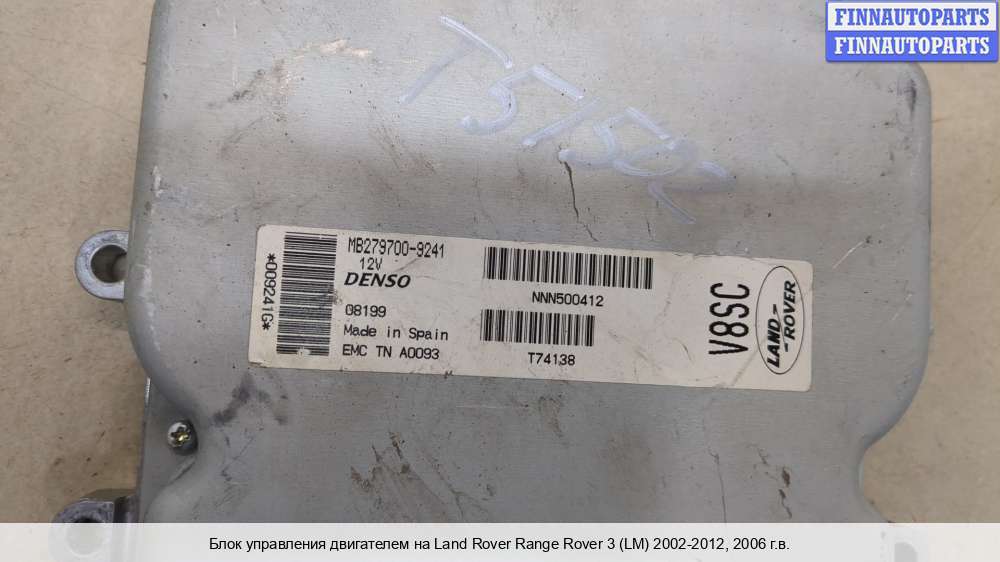 FINNAUTOPARTS
FINNAUTOPARTS
*009241G*
MB279700-9241
12V
DENSO
08199
Made in Spain
EMC TN A0093
NNN500412
T74138
V8SC
LAND-
-ROVER
Блок управления двигателем на Land Rover Range Rover 3 (LM) 2002-2012, 2006 г.в.